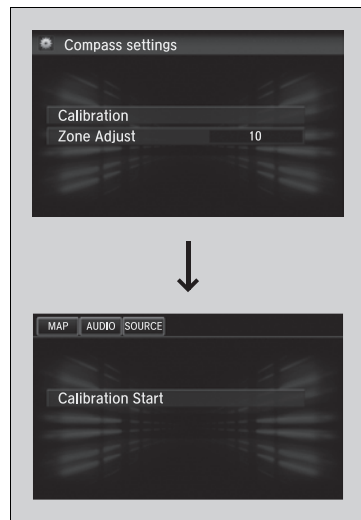 Compass settings
Calibration
Zone Adjust 10
MAP AUDIO SOURCE
Calibration Start